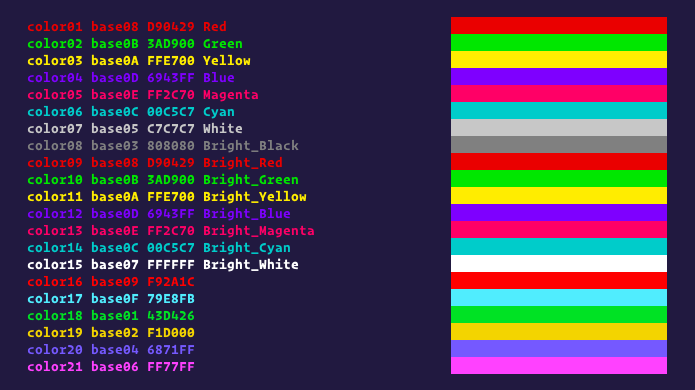 color01 base08 D90429 Red
color02 base0B 3AD900 Green
color03 base0A FFE700 Yellow
color04 base0D 6943FF Blue
color05 base0E FF2C70 Magenta
color06 base0C 00C5C7 Cyan
color07 base05 C7C7C7 White
color08 base03 808080 Bright_Black
color09 base08 D90429 Bright_Red
color10 base0B 3AD900 Bright_Green
color11 base0A FFE700 Bright_Yellow
color12 base0D 6943FF Bright_Blue
color13 base0E FF2C70 Bright_Magenta
color14 base0C 00C5C7 Bright_Cyan
color15 base07 FFFFFF Bright_White
color16 base09 F92A1C
color17 base0F 79E8FB
color18 base01 43D426
color19 base02 F1D000
color20 base04 6871FF
color21 base06 FF77FF